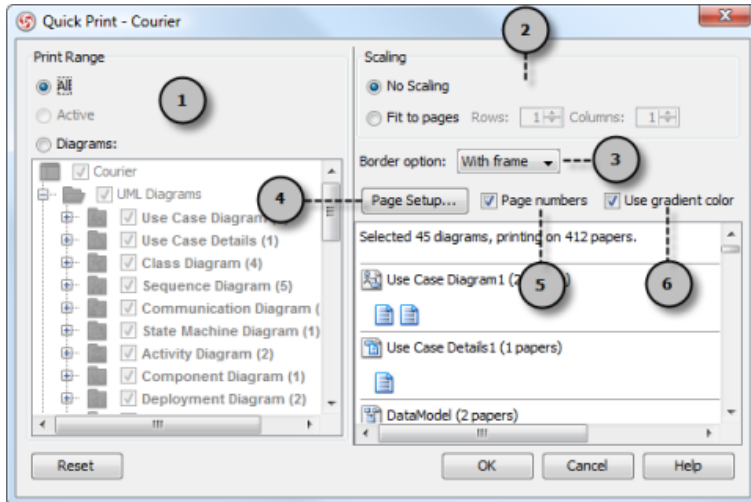 Quick Print - Courier
Print Range
All
Active
Diagrams:
Courier
UML Diagrams
Use Case Diagram
Use Case Details (1)
Class Diagram (4)
Sequence Diagram (5)
Communication Diagram (
State Machine Diagram (1)
Activity Diagram (2)
Component Diagram (1)
Deployment Diagram (2)
1
2
Scaling
No Scaling
Fit to pages Rows: 1 Columns: 1
Border option: With frame
3
4
Page Setup... Page numbers Use gradient color
Selected 45 diagrams, printing on 412 papers.
Use Case Diagram1 (2
5
6
Use Case Details1 (1 papers)
DataModel (2 papers)
Reset OK Cancel Help